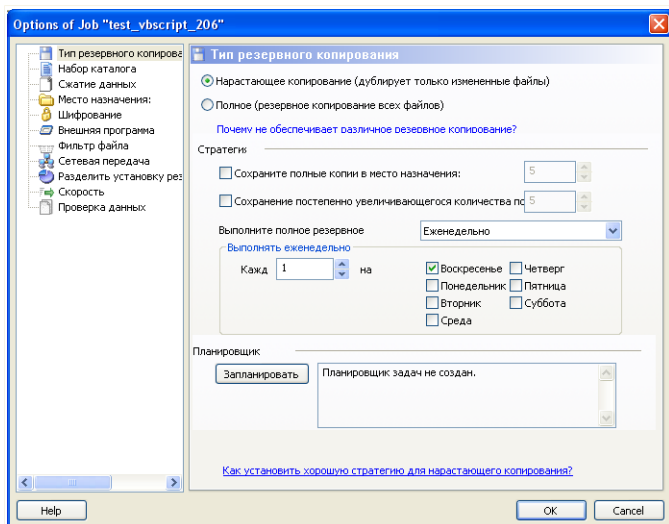 Options of Job "test_vbscript_206"
Тип резервного копирова
Набор каталога
Сжатие данных
Место назначения:
Шифрование
Внешняя программа
Фильтр файла
Сетевая передача
Разделить установку рез
Скорость
Проверка данных
Тип резервного копирования
Нарастающее копирование (дублирует только измененные файлы)
Полное (резервное копирование всех файлов)
Почему не обеспечивает различное резервное копирование?
Стратегия
Сохраните полные копии в место назначения: 5
Сохранение постепенно увеличивающегося количества по 5
Выполните полное резервное Еженедельно
Выполнять еженедельно
Кажд 1 на
Воскресенье Четверг
Понедельник Пятница
Вторник Суббота
Среда
Планировщик
Запланировать Планировщик задач не создан.
Как установить хорошую стратегию для нарастающего копирования?
Help OK Cancel